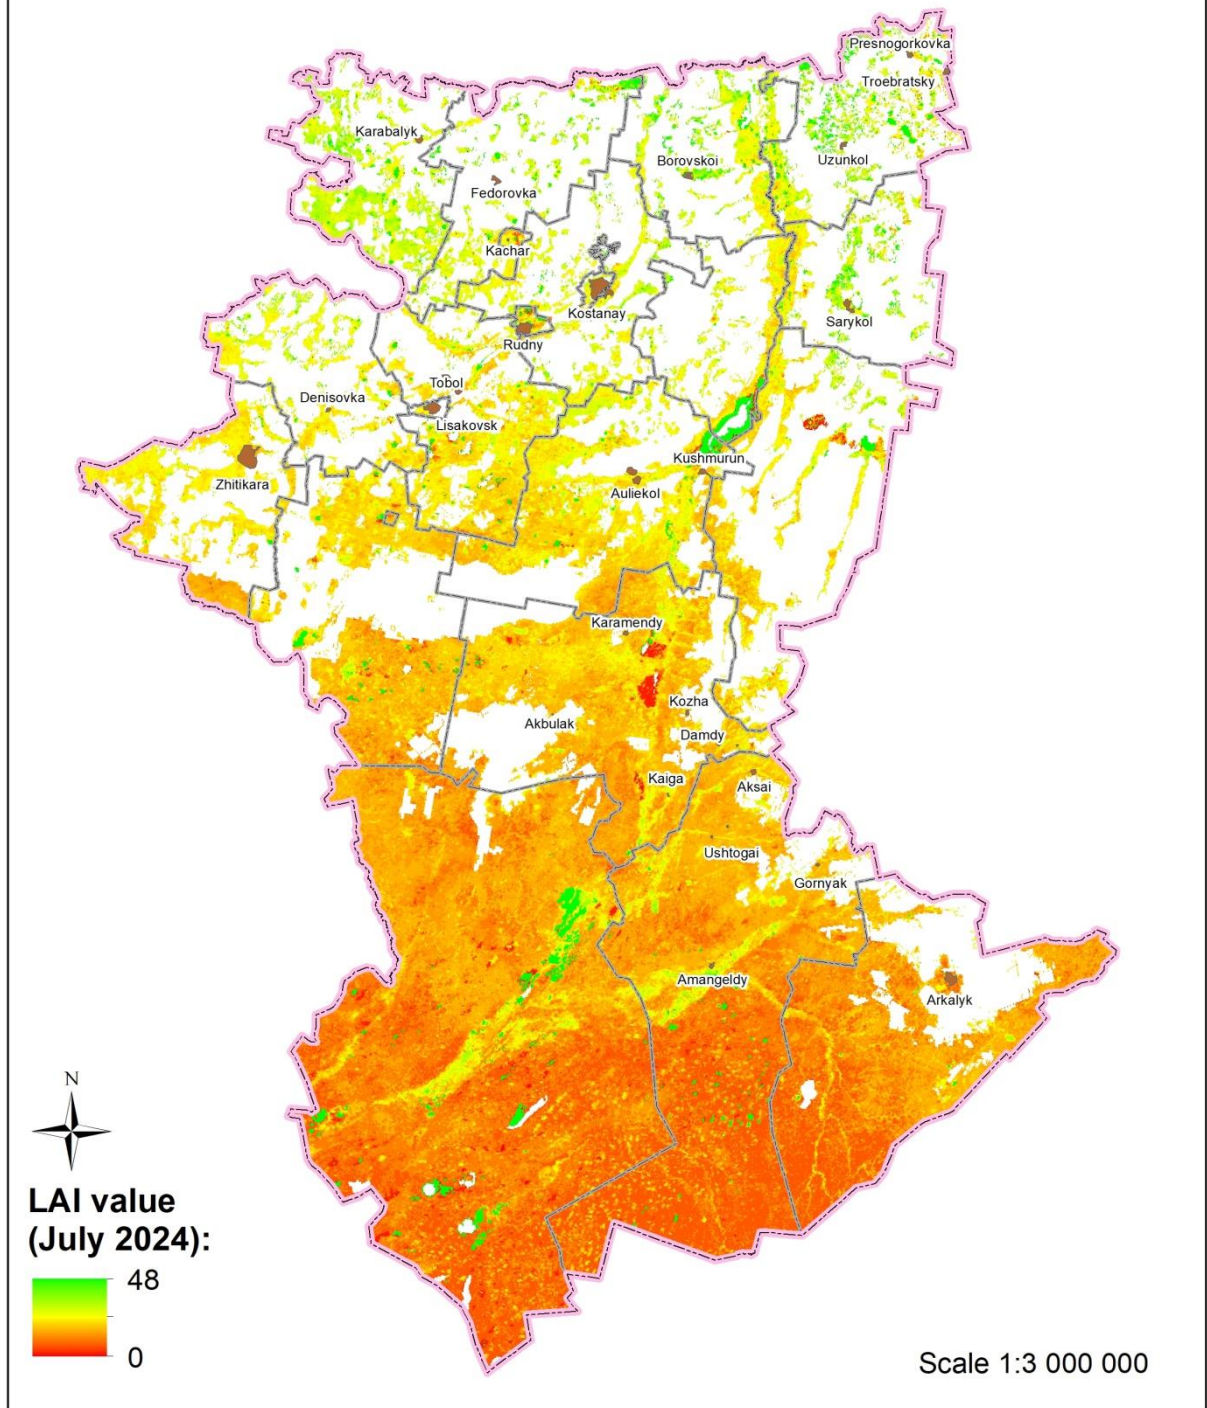 Presnogorkovka
Troebratsky
Karabalyk
Borovskoi
Uzunkol
Fedorovka
Kachar
Kostanay
Sarykol
Rudny
Tobol
Denisovka
Lisakovsk
Kushmurun
Zhitikara
Auliekol
Karamendy
Kozha
Akbulak
Damdy
Kaiga
Aksai
Ushtogai
Gornyak
Amangeldy
Arkalyk
N
LAI value
(July 2024):
48
0
Scale 1:3 000 000